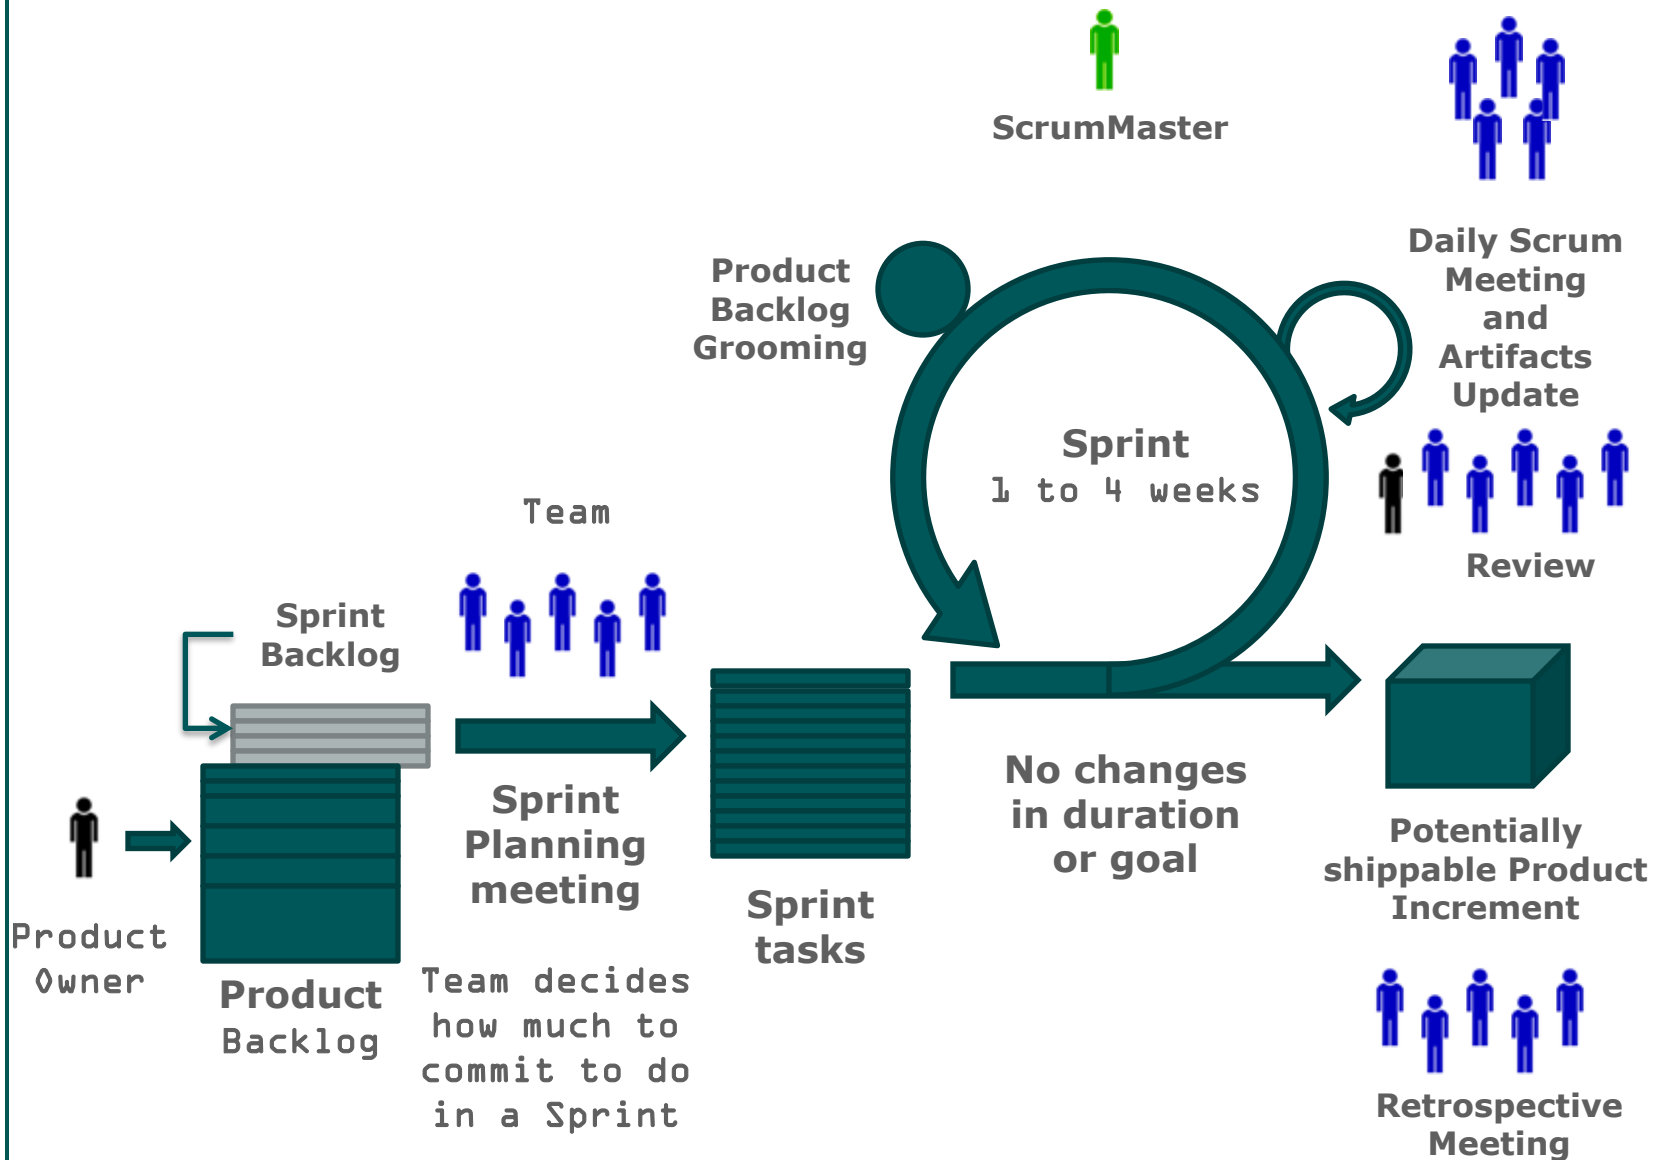 ScrumMaster
Daily Scrum
Meeting
and
Artifacts
Update
Product
Backlog
Grooming
Sprint
1 to 4 weeks
Review
Team
Sprint
Backlog
Sprint
Planning
meeting
Team decides
how much to
commit to do
in a Sprint
Product
Owner
Product
Backlog
Sprint
tasks
No changes
in duration
or goal
Potentially
shippable Product
Increment
Retrospective
Meeting